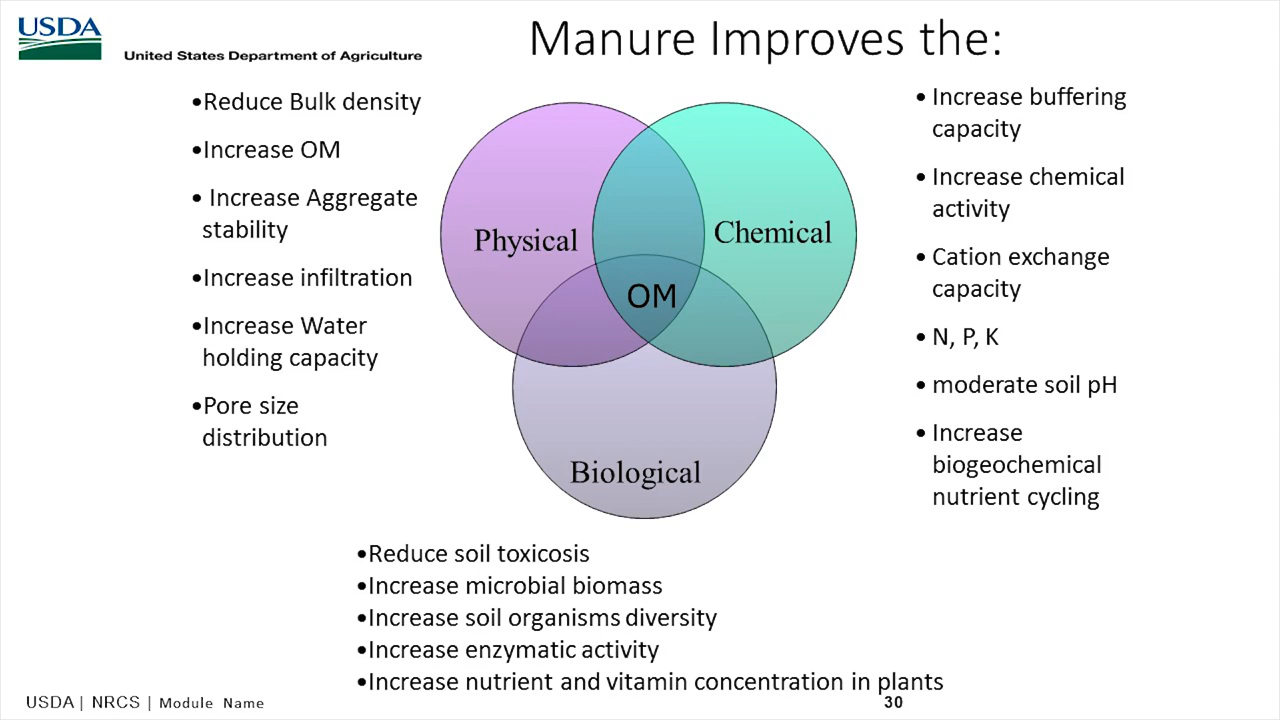 USDA
United States Department of Agriculture
Manure Improves the:
•Reduce Bulk density
•Increase OM
• Increase Aggregate
stability
•Increase infiltration
•Increase Water
holding capacity
•Pore size
distribution
Physical
Chemical
OM
Biological
• Increase buffering
capacity
• Increase chemical
activity
• Cation exchange
capacity
• N, P, K
• moderate soil pH
• Increase
biogeochemical
nutrient cycling
•Reduce soil toxicosis
•Increase microbial biomass
•Increase soil organisms diversity
•Increase enzymatic activity
•Increase nutrient and vitamin concentration in plants
USDA | NRCS | Module Name
30